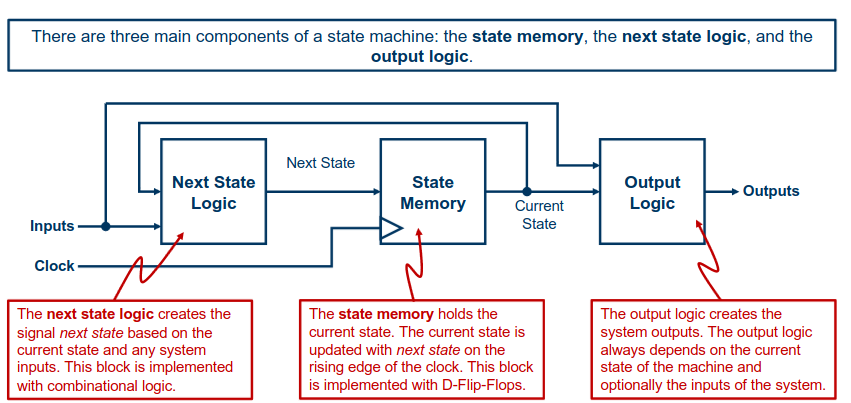 There are three main components of a state machine: the state memory, the next state logic, and the
output logic.
Next State
Next State
Logic
State
Memory
Output
Logic
Outputs
Current
State
Inputs
Clock
The next state logic creates the
signal next state based on the
current state and any system
inputs. This block is implemented
with combinational logic.
The state memory holds the
current state. The current state is
updated with next state on the
rising edge of the clock. This block
is implemented with D-Flip-Flops.
The output logic creates the
system outputs. The output logic
always depends on the current
state of the machine and
optionally the inputs of the system.